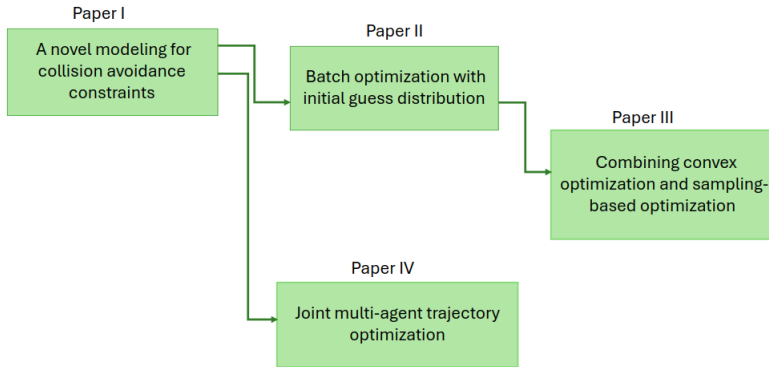 Paper I
A novel modeling for
collision avoidance
constraints
Paper II
Batch optimization with
initial guess distribution
Paper III
Combining convex
optimization and sampling-
based optimization
Paper IV
Joint multi-agent trajectory
optimization